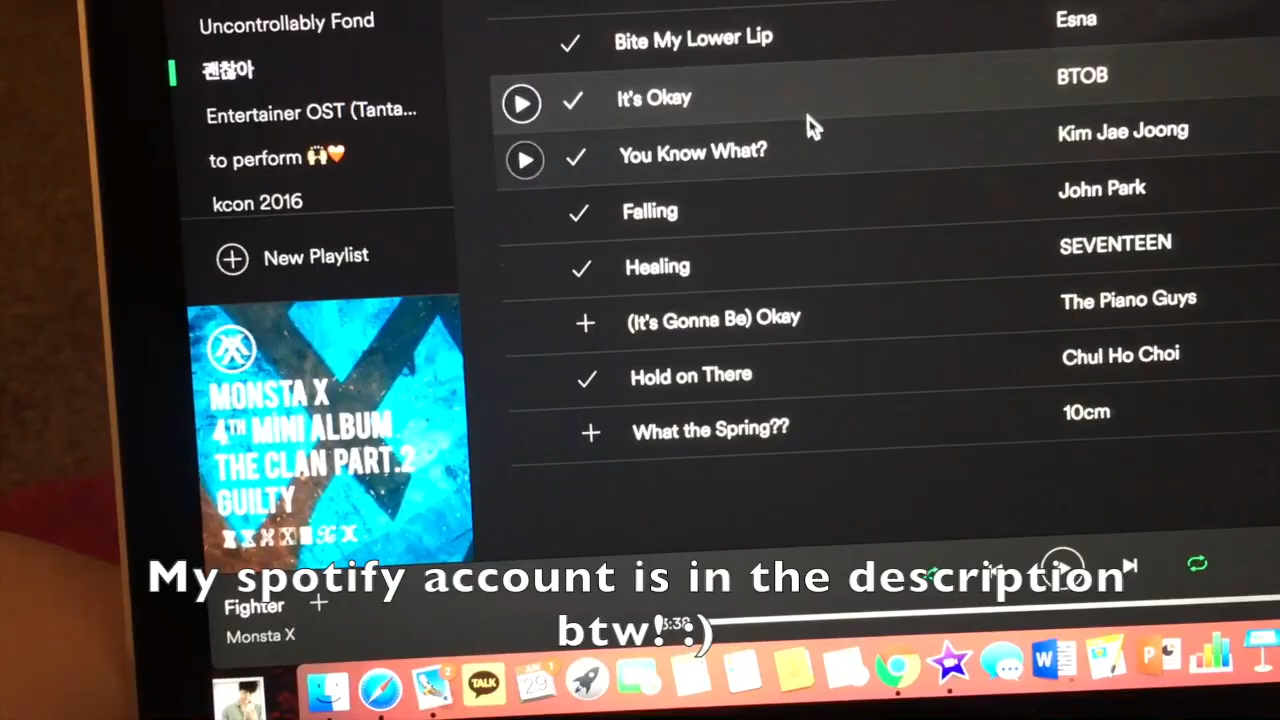 Uncontrollably Fond
괜찮아
Entertainer OST (Tanta...
to perform 🙌🧡
kcon 2016
New Playlist
Bite My Lower Lip Esna
It's Okay BTOB
You Know What? Kim Jae Joong
Falling John Park
Healing SEVENTEEN
(It's Gonna Be) Okay The Piano Guys
Hold on There Chul Ho Choi
What the Spring?? 10cm
MONSTA X
4TH MINI ALBUM
THE CLAN PART.2
GUILTY
My spotify account is in the description
btw! :)
Fighter
Monsta X
:38
TALK
29